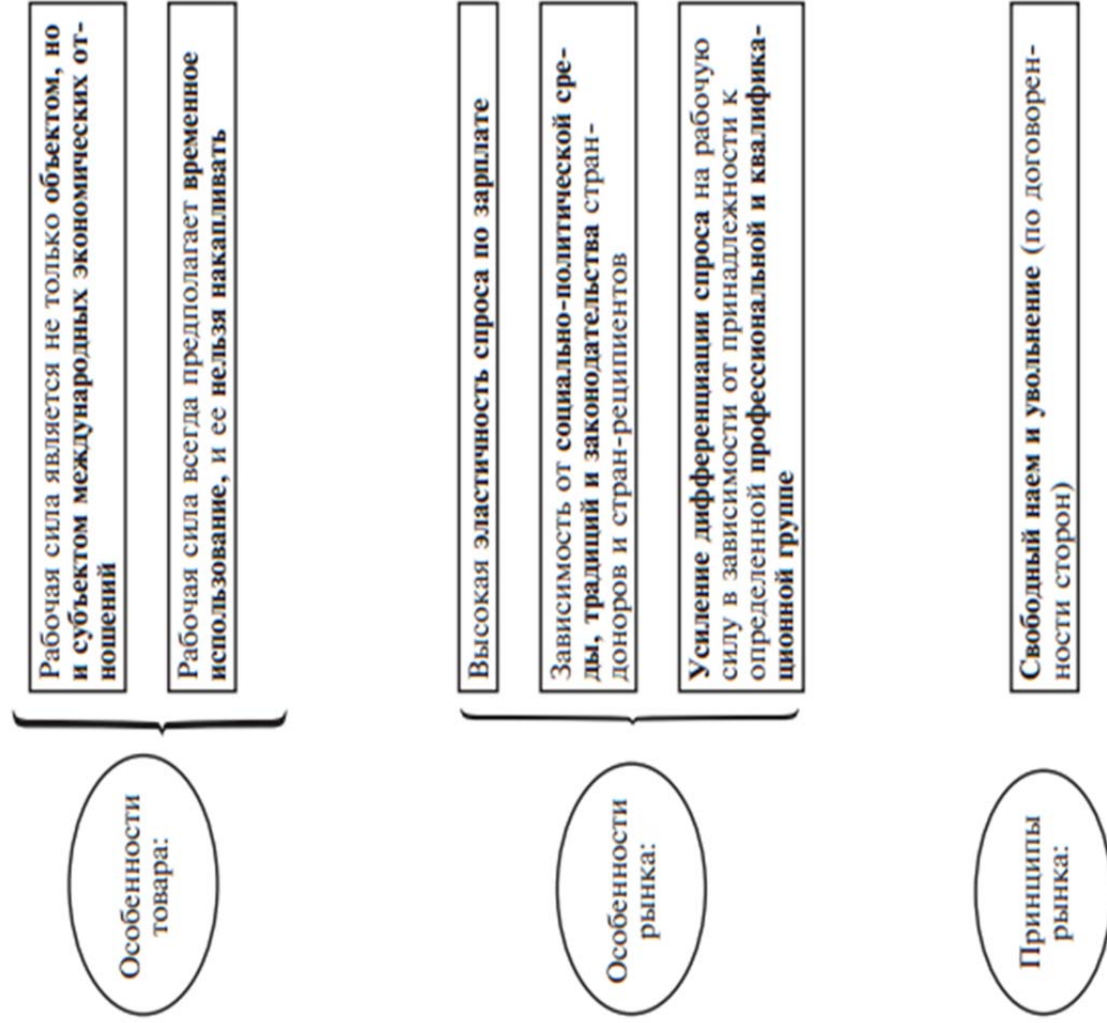 Особенности
товара:
Рабочая сила является не только объектом, но
и субъектом международных экономических от-
ношений
Рабочая сила всегда предполагает временное
использование, и ее нельзя накапливать
Особенности
рынка:
Высокая эластичность спроса по зарплате
Зависимость от социально-политической сре-
ды, традиций и законодательства стран-
доноров и стран-реципиентов
Усиление дифференциации спроса на рабочую
силу в зависимости от принадлежности к
определенной профессиональной и квалифика-
ционной группе
Принципы
рынка:
Свободный наем и увольнение (по договорен-
ности сторон)